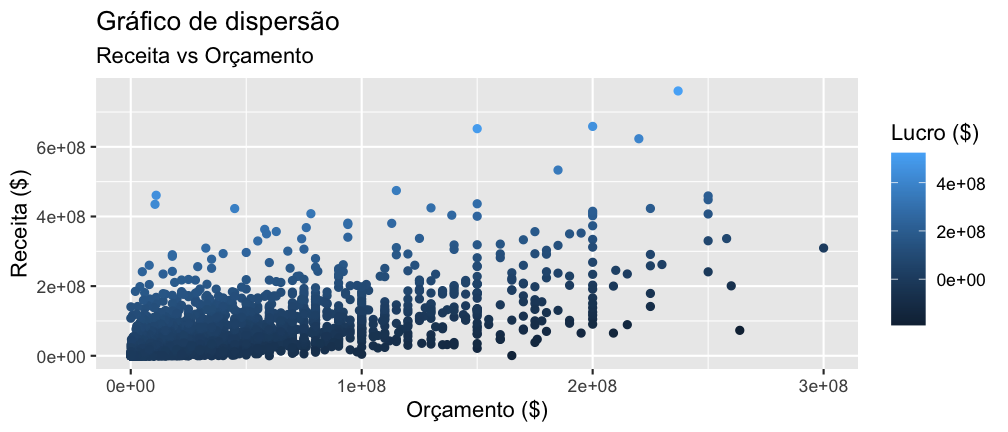 Gráfico de dispersão
Receita vs Orçamento
Receita ($)
6e+08
4e+08
2e+08
0e+00
0e+00
1e+08
2e+08
3e+08
Orçamento ($)
Lucro ($)
4e+08
2e+08
0e+00